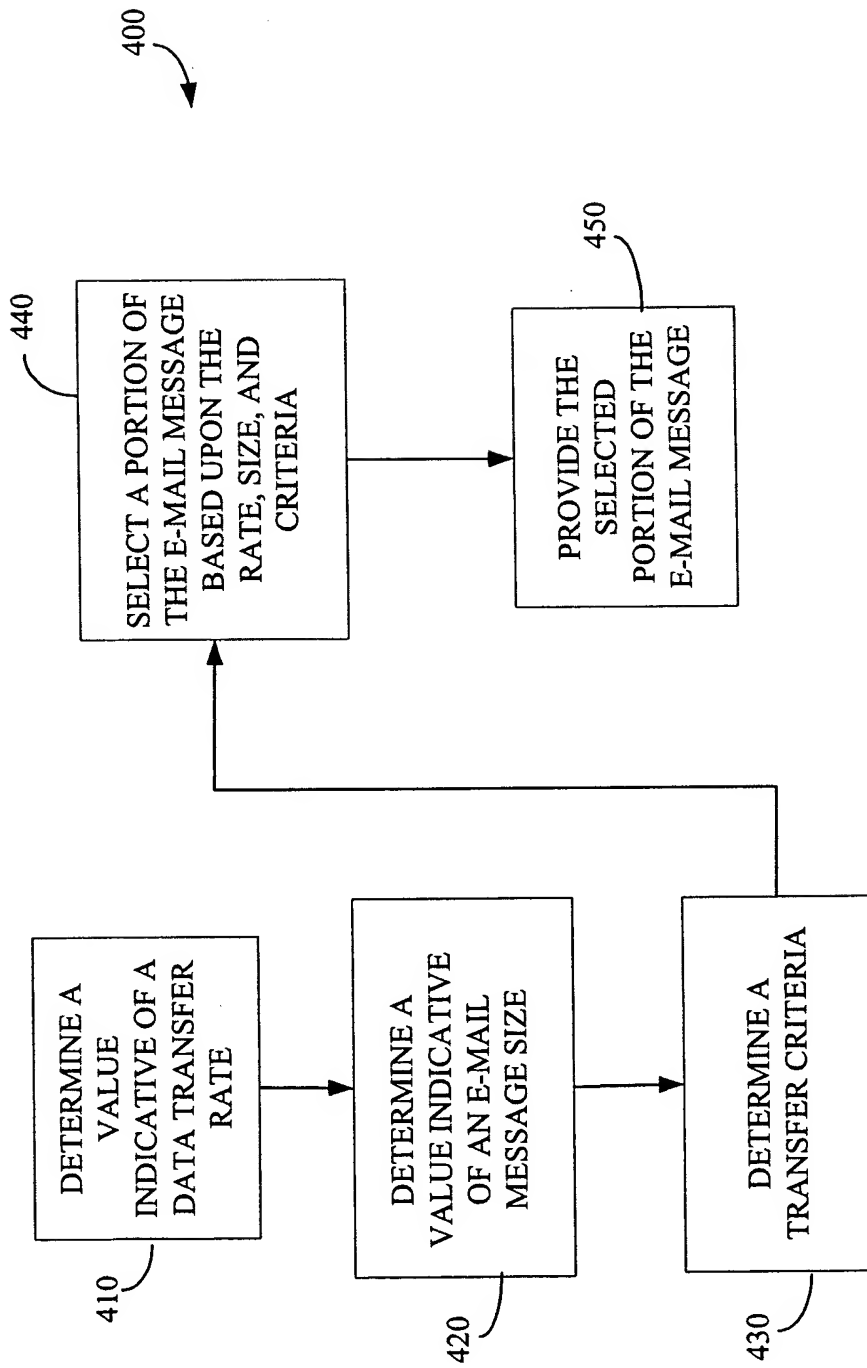 400
410
DETERMINE A
VALUE
INDICATIVE OF A
DATA TRANSFER
RATE
420
DETERMINE A
VALUE INDICATIVE
OF AN E-MAIL
MESSAGE SIZE
430
DETERMINE A
TRANSFER CRITERIA
440
SELECT A PORTION OF
THE E-MAIL MESSAGE
BASED UPON THE
RATE, SIZE, AND
CRITERIA
450
PROVIDE THE
SELECTED
PORTION OF THE
E-MAIL MESSAGE